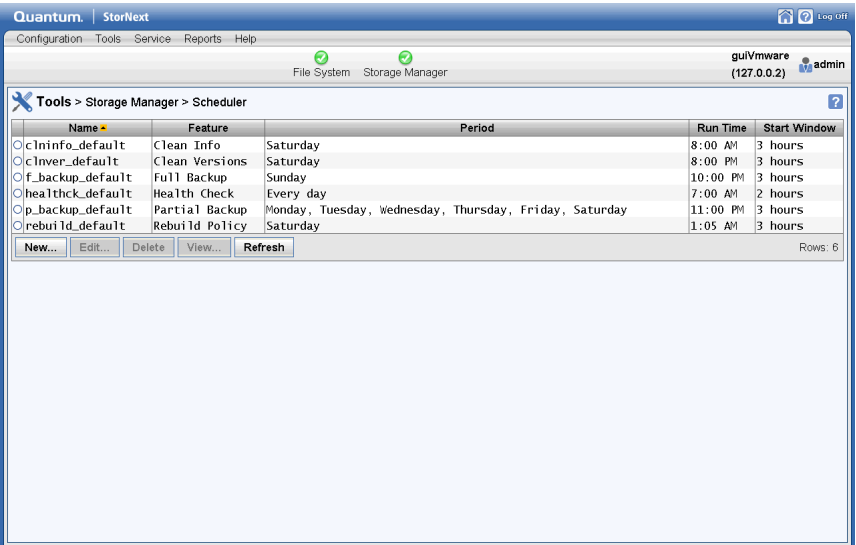 Quantum. StorNext Log Off
Configuration Tools Service Reports Help
File System Storage Manager
guiVmware
(127.0.0.2)
admin
Tools > Storage Manager > Scheduler ?
Name Feature Period Run Time Start Window
clninfo_default Clean Info Saturday 8:00 AM 3 hours
clnver_default Clean Versions Saturday 8:00 PM 3 hours
f_backup_default Full Backup Sunday 10:00 PM 3 hours
healthck_default Health Check Every day 7:00 AM 2 hours
p_backup_default Partial Backup Monday, Tuesday, Wednesday, Thursday, Friday, Saturday 11:00 PM 3 hours
rebuild_default Rebuild Policy Saturday 1:05 AM 3 hours
New... Edit... Delete View... Refresh Rows: 6